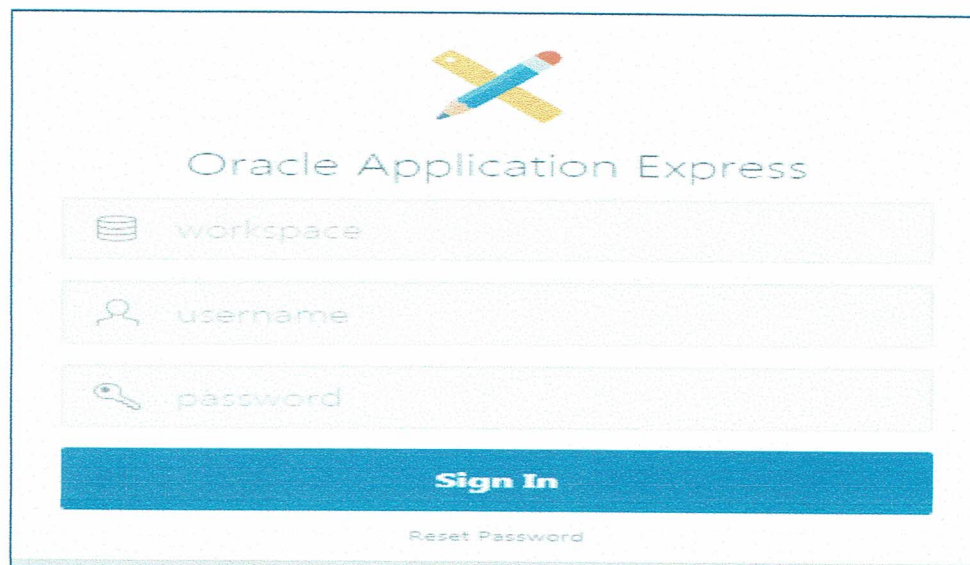 Oracle Application Express
workspace
username
password
Sign In
Reset Password